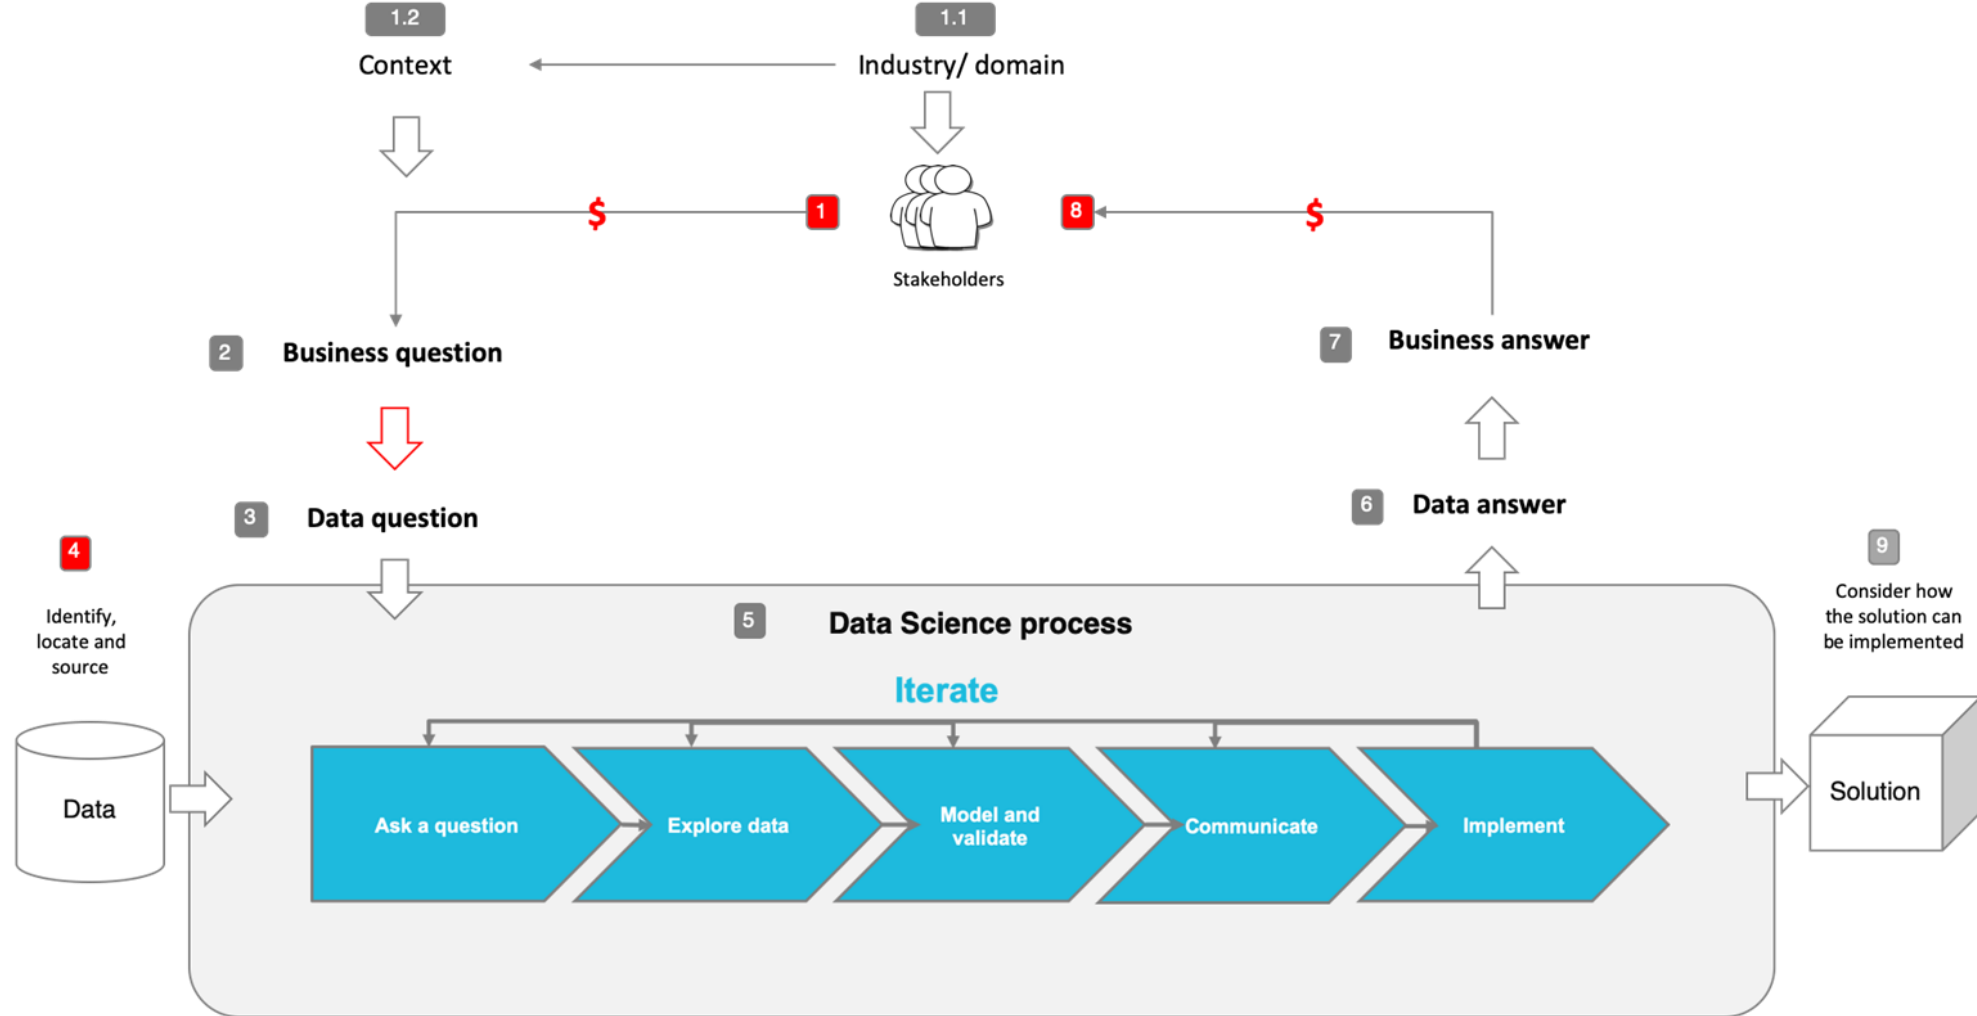 1.2
1.1
Context
Industry/ domain
$
1
8
$
Stakeholders
2
Business question
7
Business answer
3
Data question
6
Data answer
4
Identify,
locate and
source
9
Consider how
the solution can
be implemented
5
Data Science process
Iterate
Data
Ask a question
Explore data
Model and
validate
Communicate
Implement
Solution